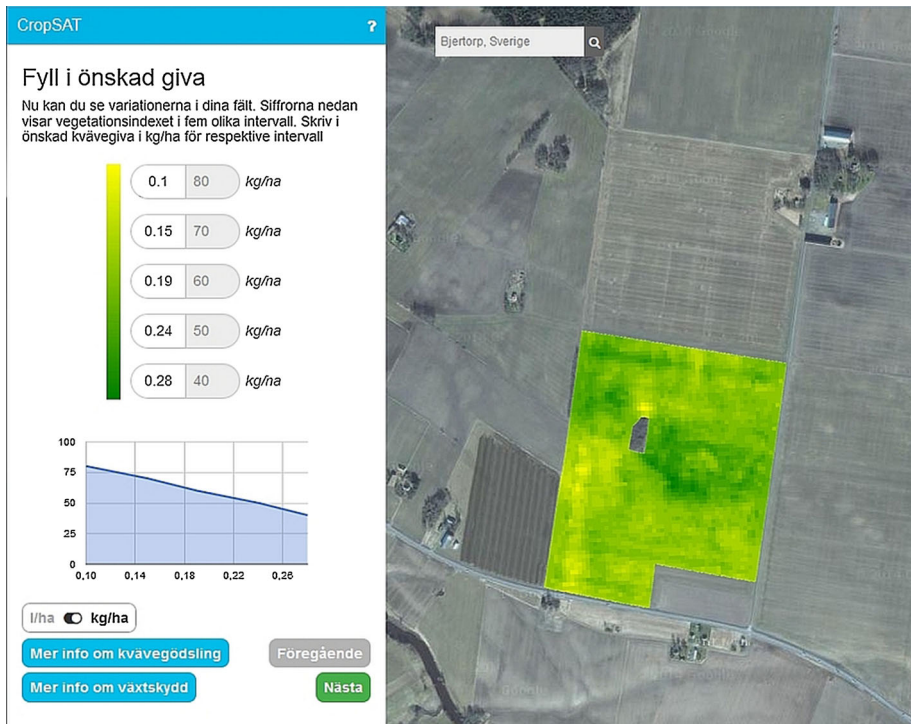 CropSAT
?
Fyll i önskad giva
Nu kan du se variationerna i dina fält. Siffrorna nedan
visar vegetationsindexet i fem olika intervall. Skriv i
önskad kvävegiva i kg/ha för respektive intervall
0.1 80 kg/ha
0.15 70 kg/ha
0.19 60 kg/ha
0.24 50 kg/ha
0.28 40 kg/ha
100
75
50
25
0
0,10 0,14 0,18 0,22 0,26
l/ha kg/ha
Mer info om kvävegödsling
Föregående
Mer info om växtskydd
Nästa
Bjertorp, Sverige
Google